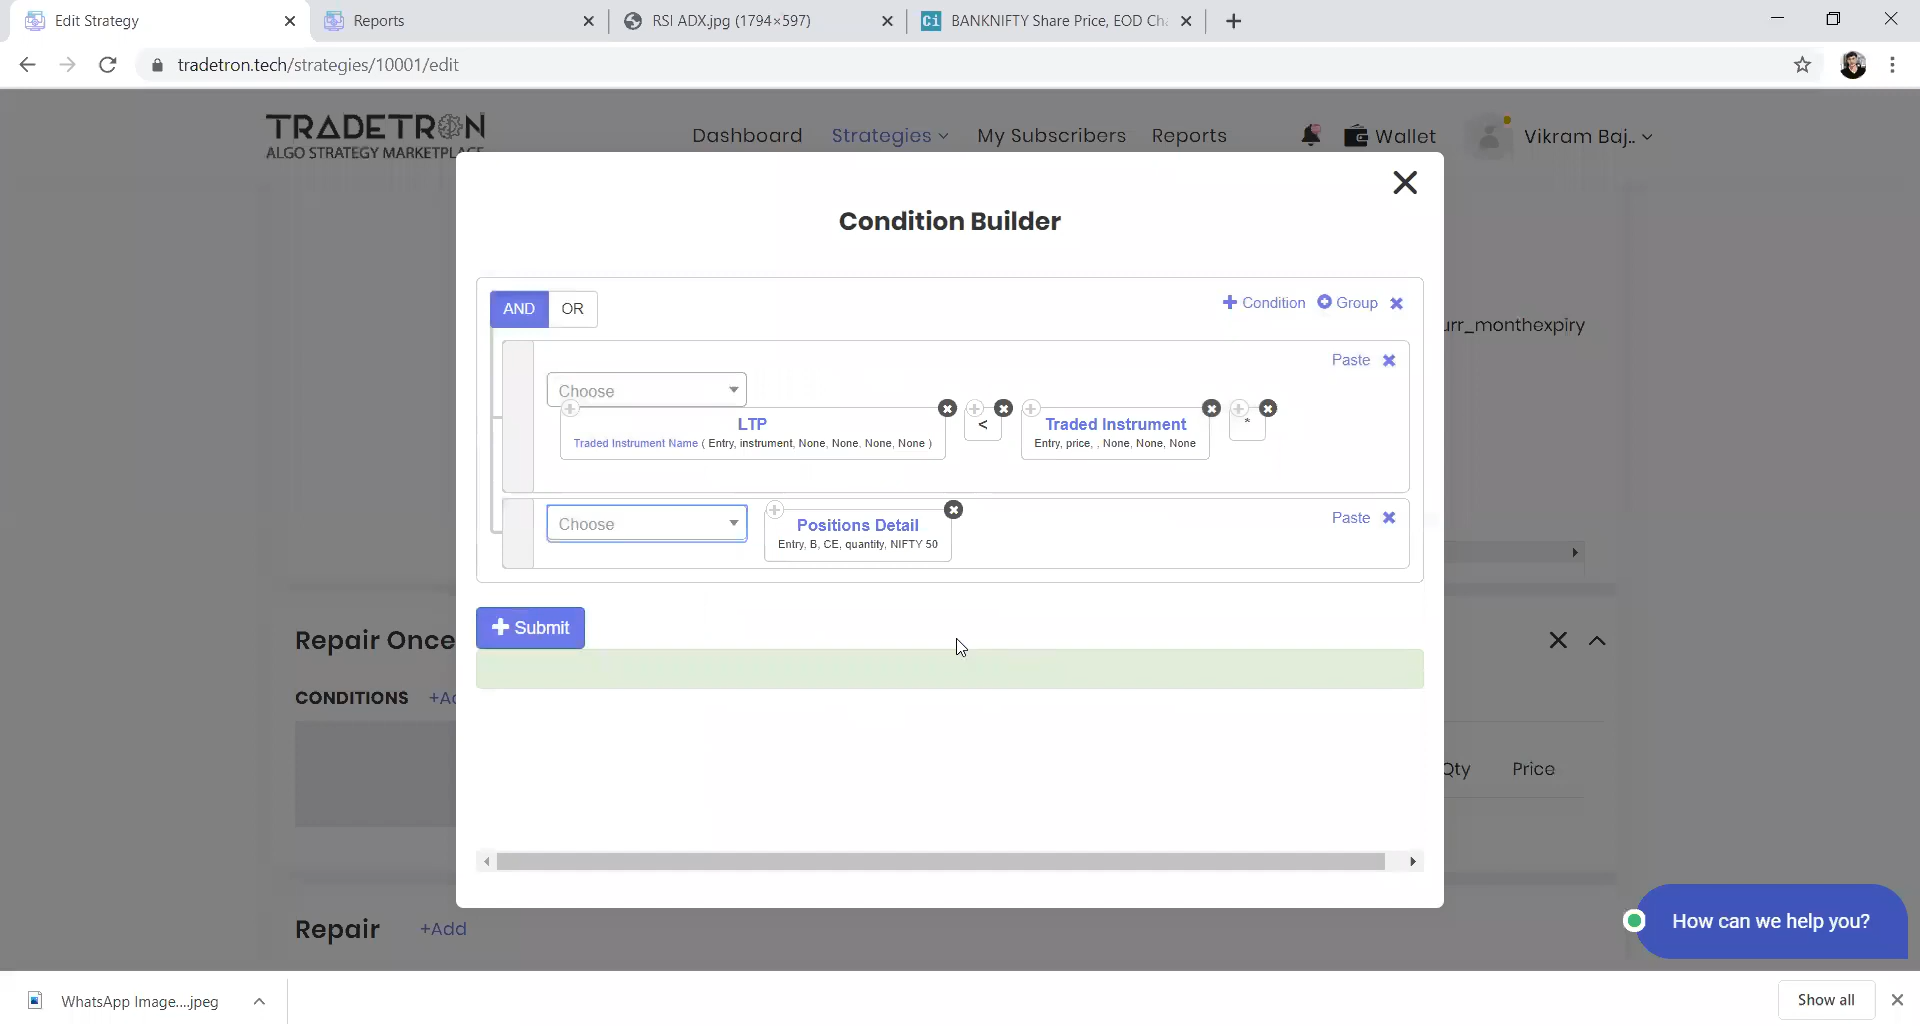 Edit Strategy
Reports
RSI ADX.jpg (1794×597)
BANKNIFTY Share Price, EOD Ch
tradetron.tech/strategies/10001/edit
TRADETRON
ALGO STRATEGY MARKETPLACE
Dashboard
Strategies
My Subscribers
Reports
Wallet
Vikram Baj..
Condition Builder
AND
OR
Condition
Group
urr_monthexpiry
Paste
Choose
LTP
Traded Instrument Name ( Entry, instrument, None, None, None, None )
<
Traded Instrument
Entry, price, , None, None, None
*
Choose
Positions Detail
Entry, B, CE, quantity, NIFTY 50
Paste
Submit
Repair Once
CONDITIONS
+Ad
Qty
Price
Repair
+Add
How can we help you?
WhatsApp Image....jpeg
Show all